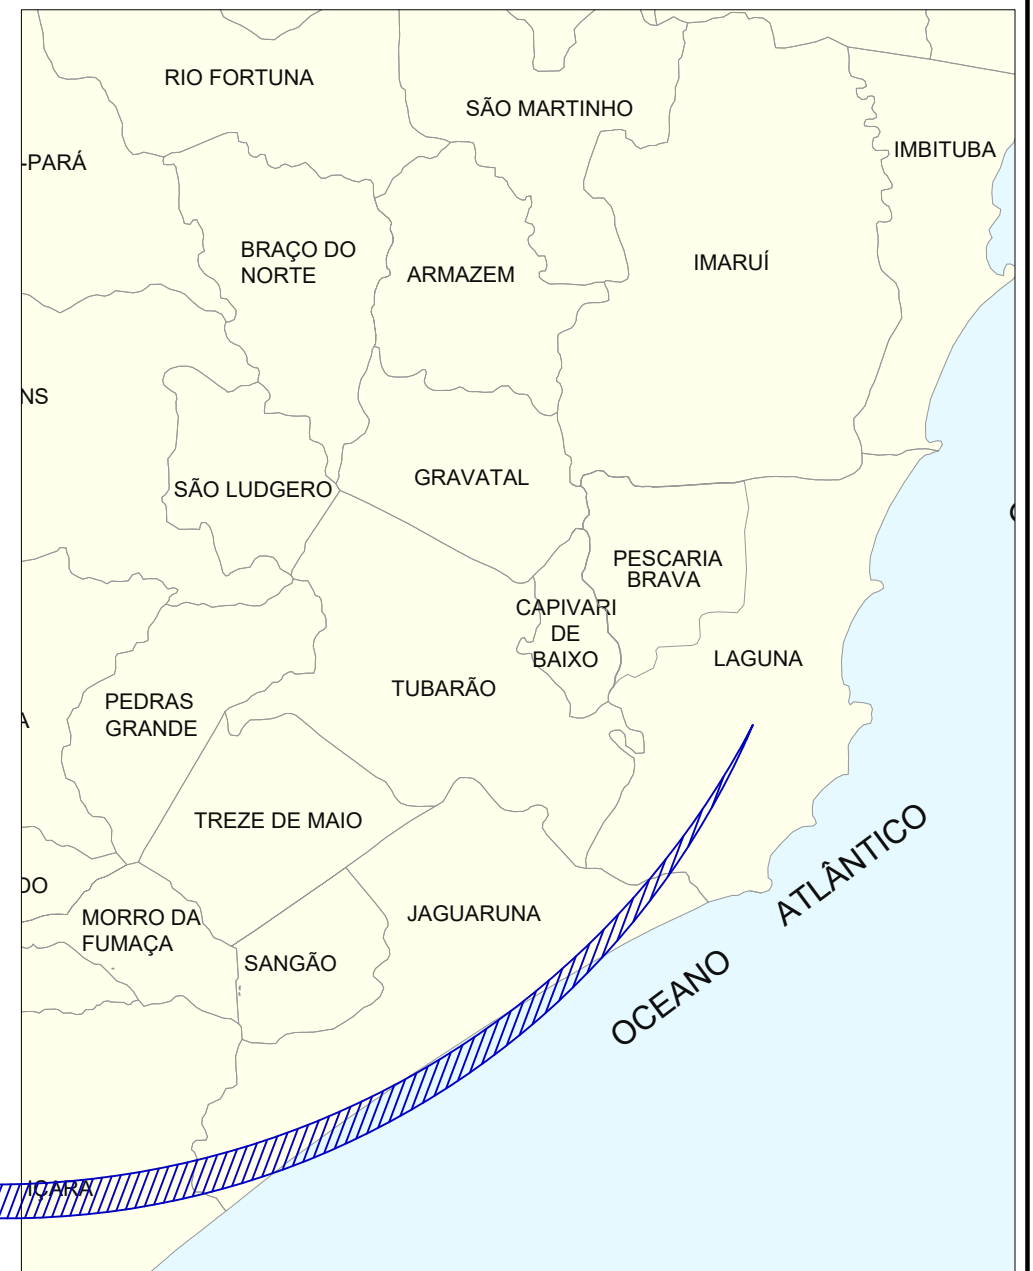 RIO FORTUNA
SÃO MARTINHO
IMBITUBA
-PARÁ
BRAÇO DO
NORTE
ARMAZEM
IMARUÍ
NS
SÃO LUDGERO
GRAVATAL
PESCARIA
BRAVA
CAPIVARI
DE
BAIXO
LAGUNA
TUBARÃO
PEDRAS
GRANDE
A
TREZE DE MAIO
DO
MORRO DA
FUMAÇA
JAGUARUNA
SANGÃO
OCEANO ATLÂNTICO
IÇARA